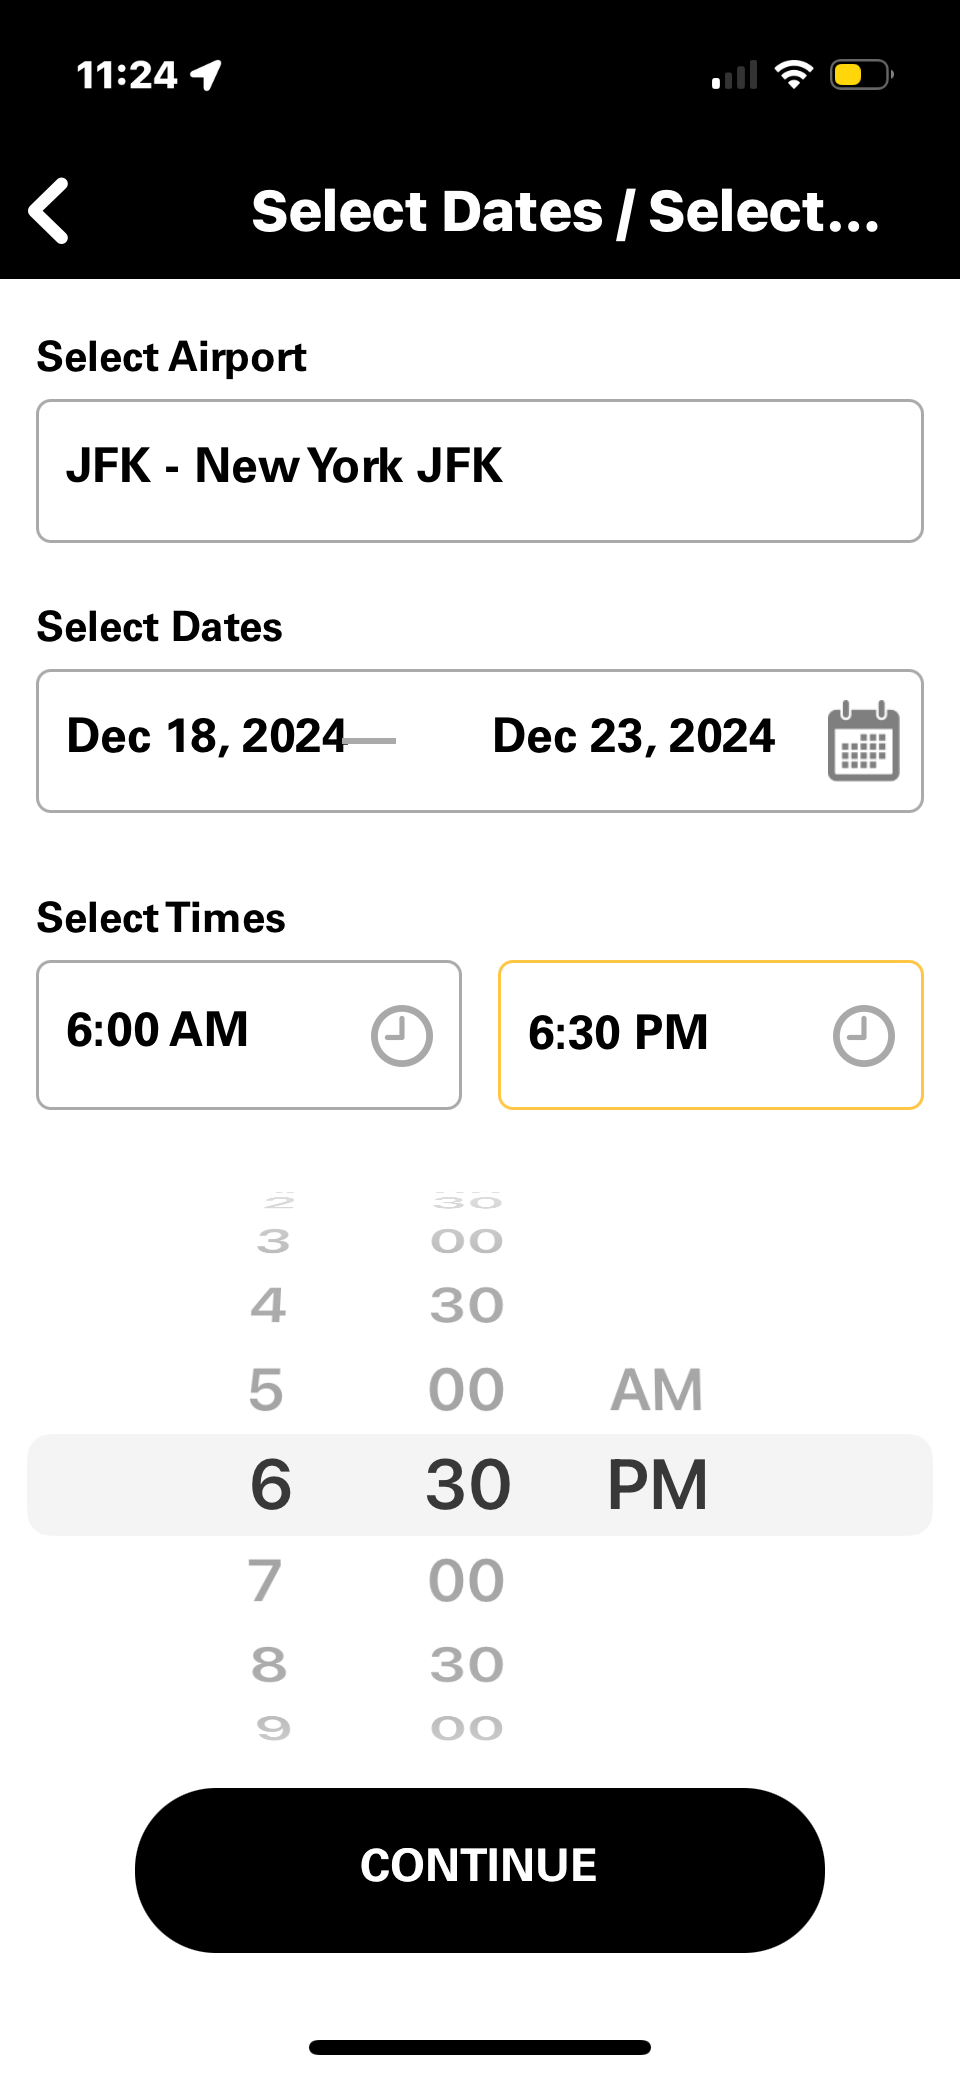 11:24
Select Dates / Select...
Select Airport
JFK - New York JFK
Select Dates
Dec 18, 2024 — Dec 23, 2024
Select Times
6:00 AM 6:30 PM
2 30
3 00
4 30
5 00 AM
6 30 PM
7 00
8 30
9 00
CONTINUE